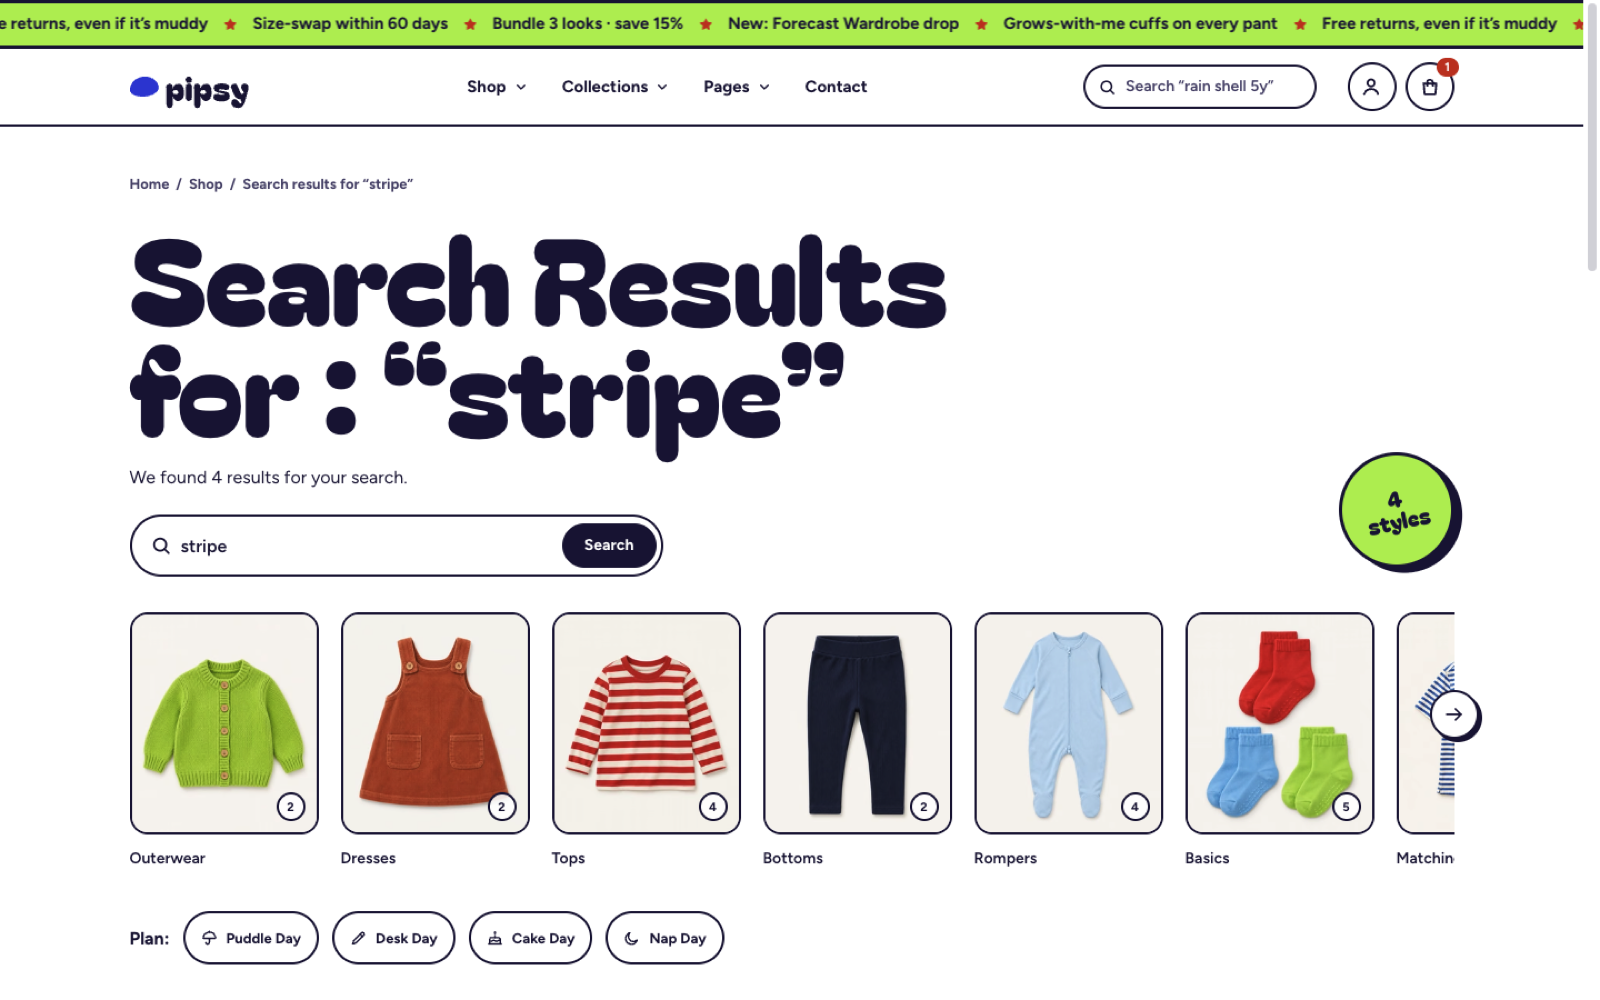 e returns, even if it's muddy ★ Size-swap within 60 days ★ Bundle 3 looks · save 15% ★ New: Forecast Wardrobe drop ★ Grows-with-me cuffs on every pant ★ Free returns, even if it's muddy ★
pipsy
Shop Collections Pages Contact
Search “rain shell 5y”
1
Home / Shop / Search results for “stripe”
Search Results
for : “stripe”
We found 4 results for your search.
stripe
Search
4
styles
2 2 4 2 4 5
Outerwear Dresses Tops Bottoms Rompers Basics Matchin
Plan: Puddle Day Desk Day Cake Day Nap Day